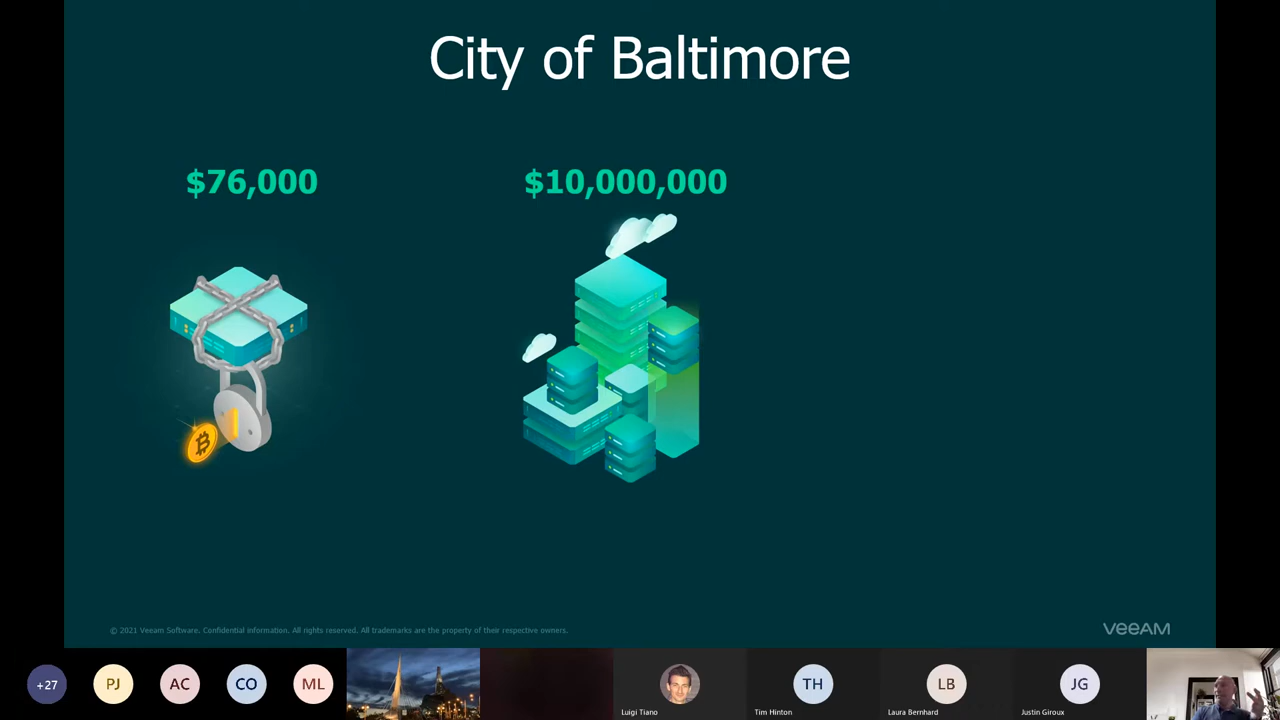 City of Baltimore
$76,000
$10,000,000
© 2021 Veeam Software. Confidential information. All rights reserved. All trademarks are the property of their respective owners.
VEEAM
+27
PJ
AC
CO
ML
TH
LB
JG
Luigi Tiano
Tim Hinton
Laura Bernhard
Justin Giroux